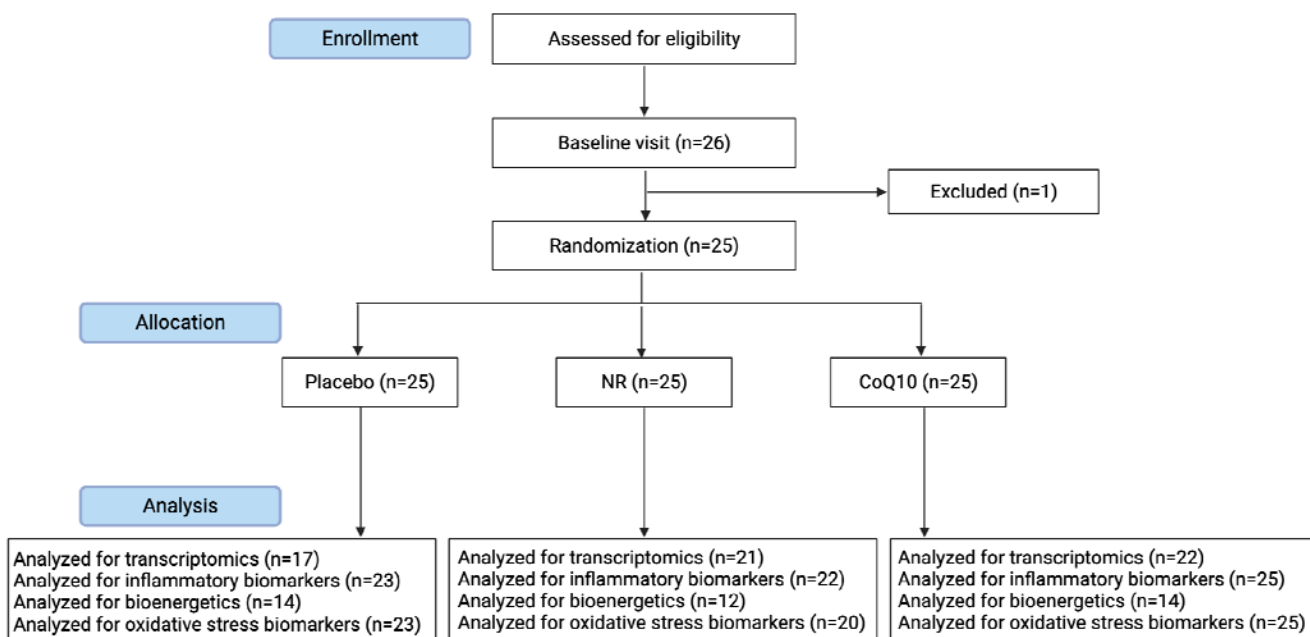 Enrollment
Assessed for eligibility
Baseline visit (n=26)
Excluded (n=1)
Randomization (n=25)
Allocation
Placebo (n=25)
NR (n=25)
CoQ10 (n=25)
Analysis
Analyzed for transcriptomics (n=17)
Analyzed for inflammatory biomarkers (n=23)
Analyzed for bioenergetics (n=14)
Analyzed for oxidative stress biomarkers (n=23)
Analyzed for transcriptomics (n=21)
Analyzed for inflammatory biomarkers (n=22)
Analyzed for bioenergetics (n=12)
Analyzed for oxidative stress biomarkers (n=20)
Analyzed for transcriptomics (n=22)
Analyzed for inflammatory biomarkers (n=25)
Analyzed for bioenergetics (n=14)
Analyzed for oxidative stress biomarkers (n=25)